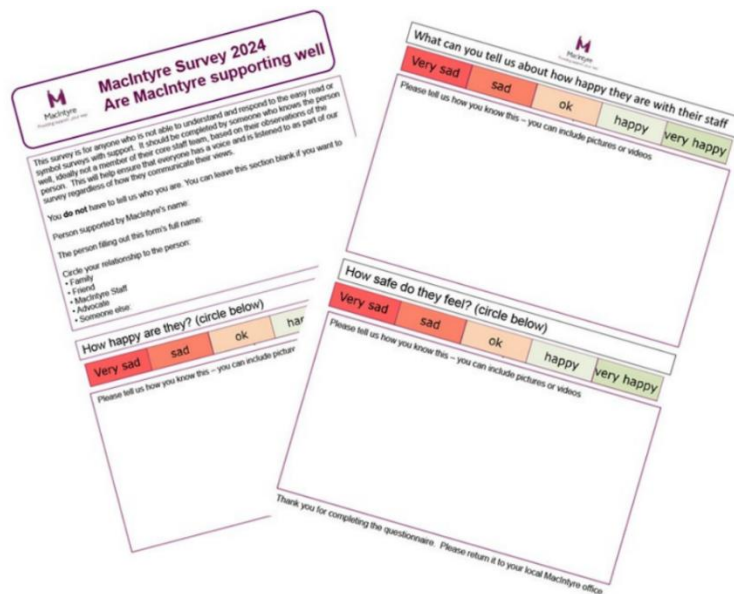 MacIntyre
MacIntyre Survey 2024
Are MacIntyre supporting well
This survey is for anyone who is not able to understand and respond to the easy read or
symbol surveys with support. It should be completed by someone who knows the person
well, ideally not a member of their core staff team, based on their observations of the
person. This will help ensure that everyone has a voice and is listened to as part of our
survey regardless of how they communicate their views.
You do not have to tell us who you are. You can leave this section blank if you want to
Person supported by MacIntyre's name:
The person filling out this form's full name:
Circle your relationship to the person:
• Family
• Friend
• MacIntyre Staff
• Advocate
• Someone else:
How happy are they? (circle below)
Very sad sad ok
Please tell us how you know this – you can include
MacIntyre
What can you tell us about how happy they are with their staff
Very sad sad ok happy very happy
Please tell us how you know this – you can include pictures or videos
How safe do they feel? (circle below)
Very sad sad ok happy very happy
Please tell us how you know this – you can include pictures or videos
Thank you for completing the questionnaire. Please return it to your local MacIntyre office